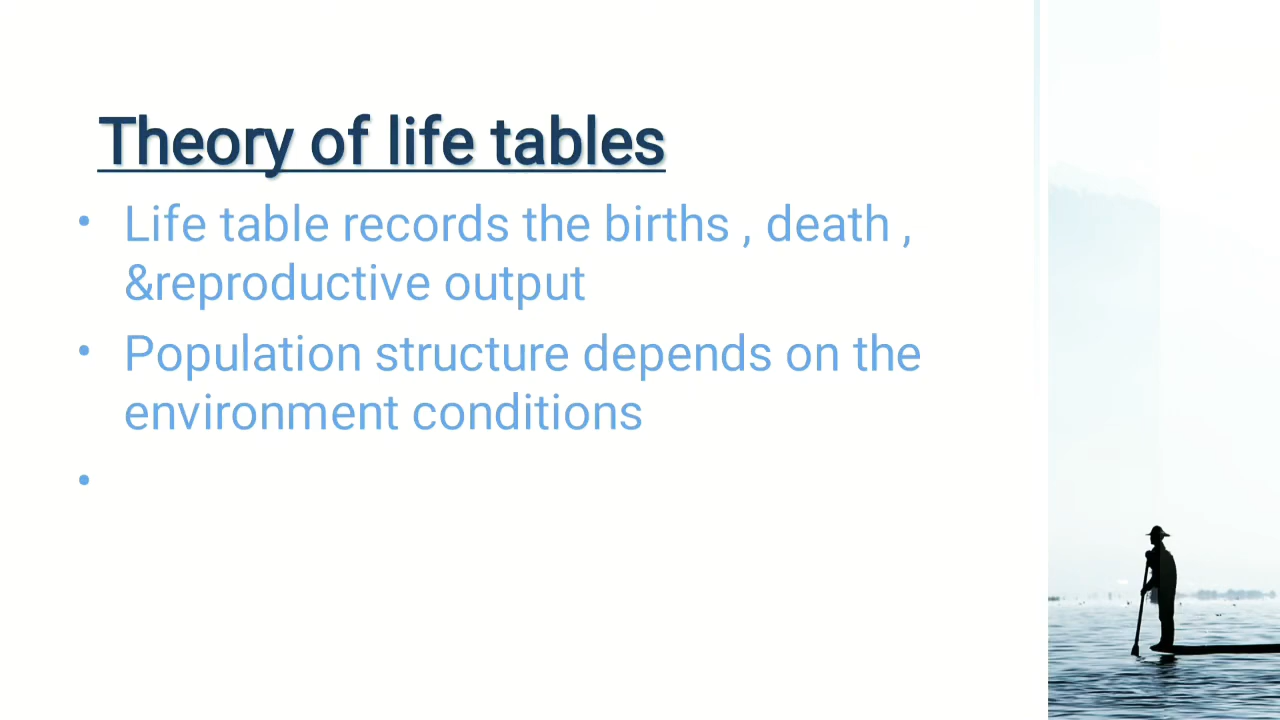 Theory of life tables
• Life table records the births , death ,
&reproductive output
• Population structure depends on the
environment conditions
•